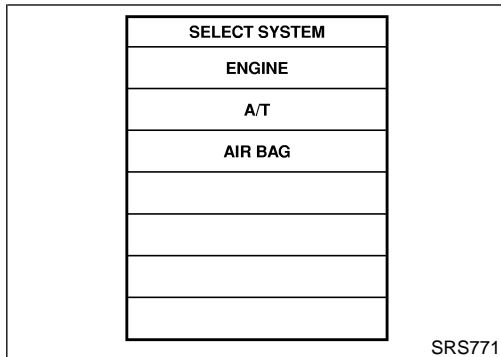 SELECT SYSTEM
ENGINE
A/T
AIR BAG
SRS771